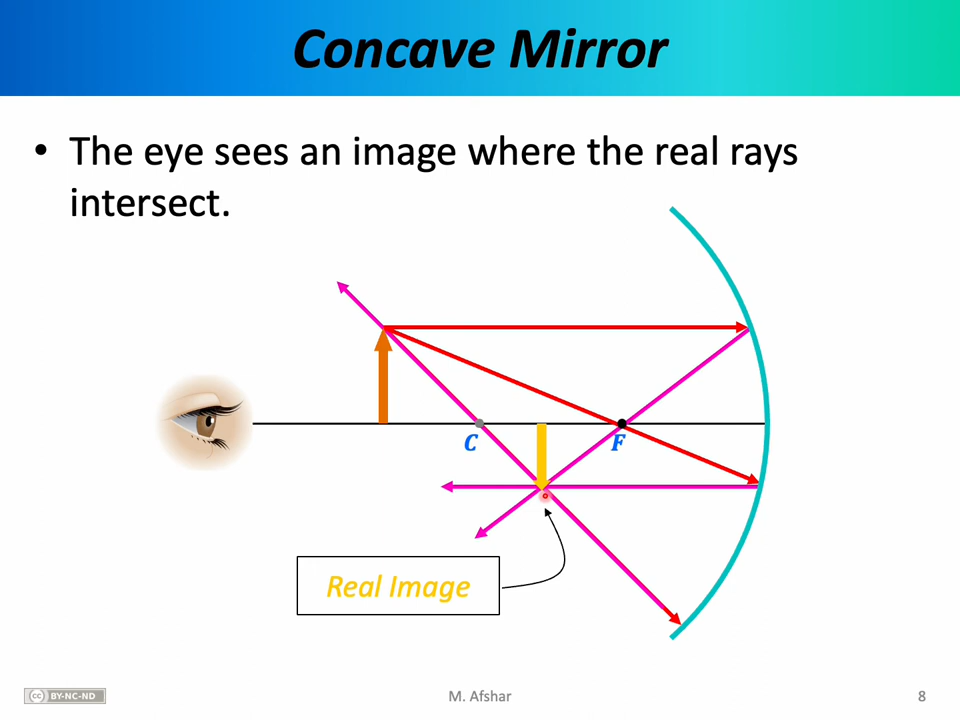 Concave Mirror
• The eye sees an image where the real rays
intersect.
C
F
Real Image
cc BY-NC-ND
M. Afshar
8